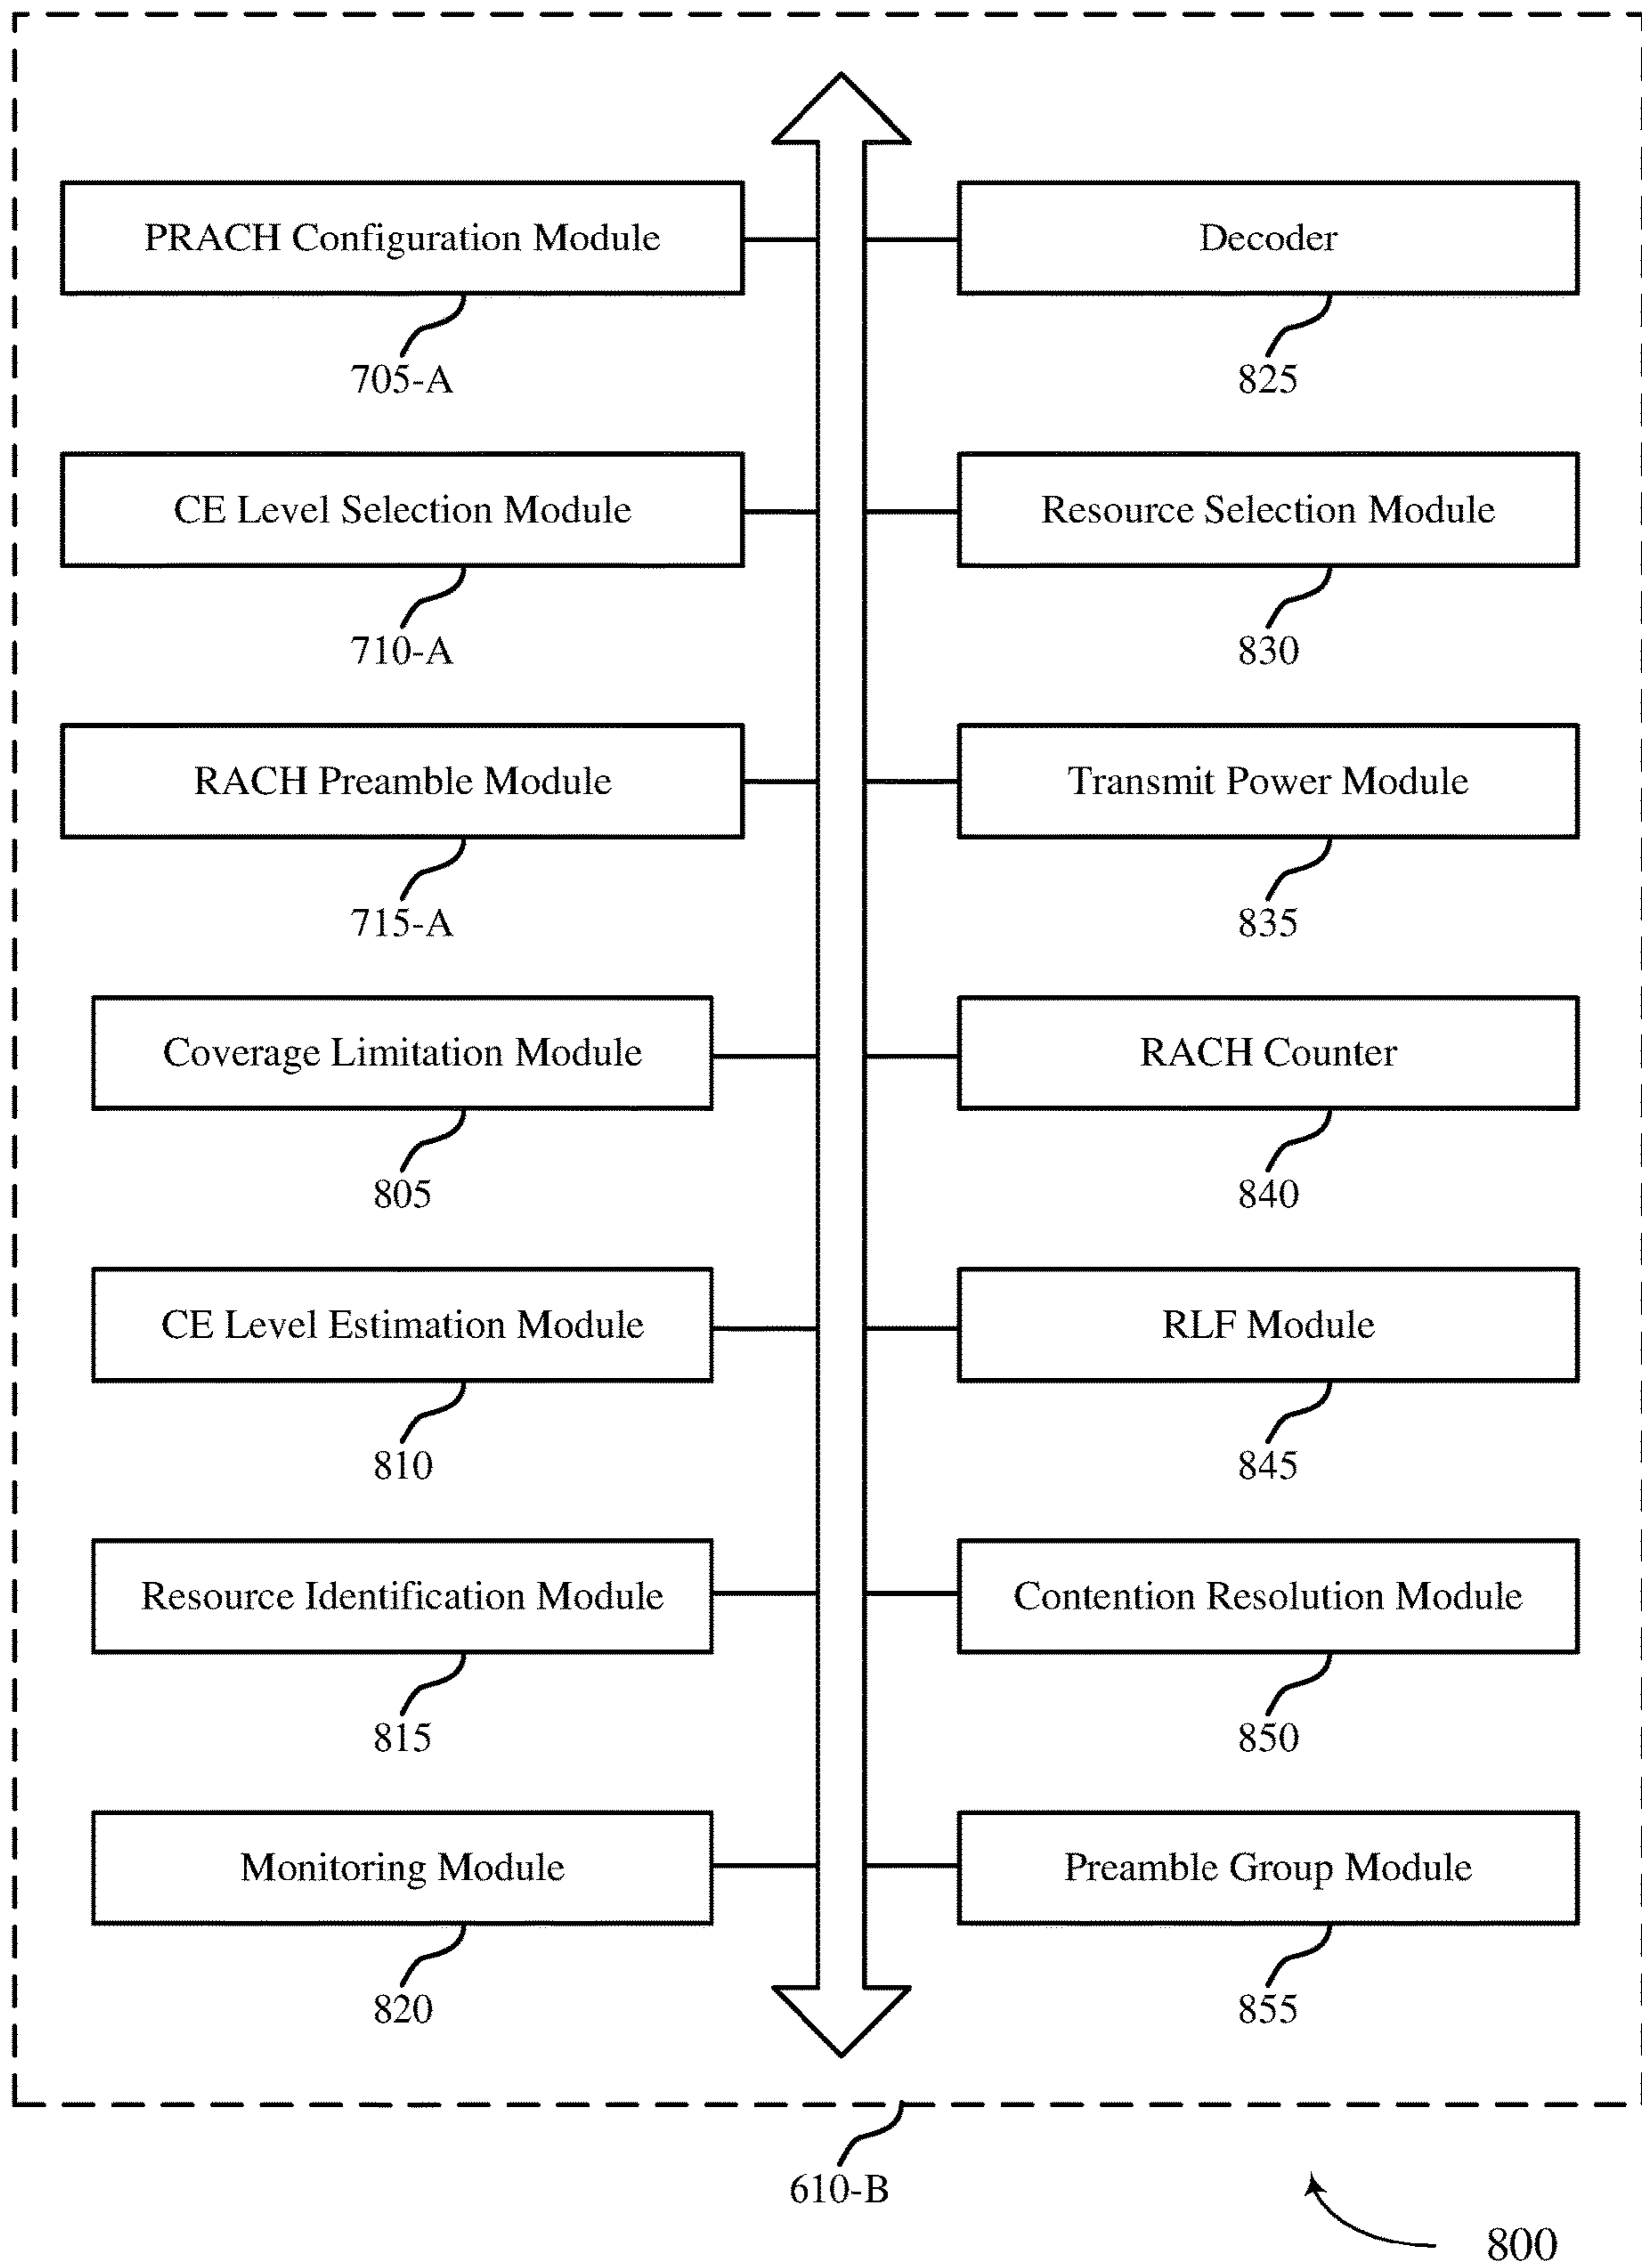 PRACH Configuration Module
Decoder
705-A
825
CE Level Selection Module
Resource Selection Module
710-A
830
RACH Preamble Module
Transmit Power Module
715-A
835
Coverage Limitation Module
RACH Counter
805
840
CE Level Estimation Module
RLF Module
810
845
Resource Identification Module
Contention Resolution Module
815
850
Monitoring Module
Preamble Group Module
820
855
610-B
800